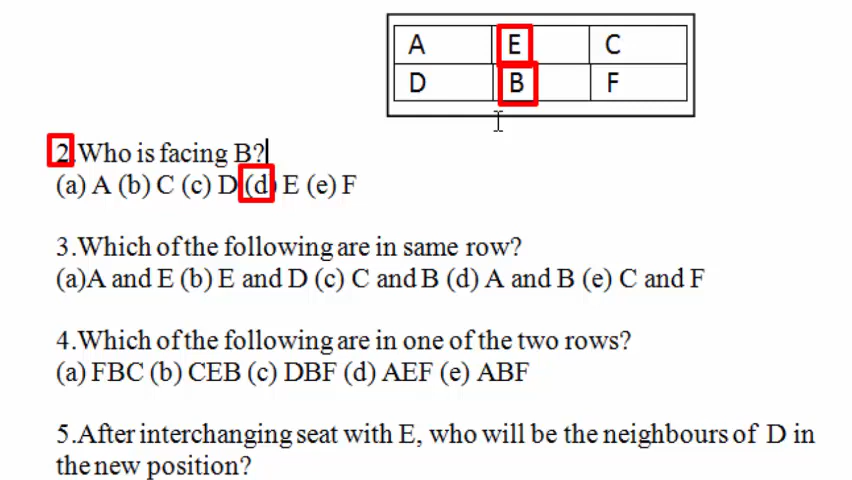 A E C
D B F
2.Who is facing B?
(a) A (b) C (c) D (d) E (e) F
3.Which of the following are in same row?
(a)A and E (b) E and D (c) C and B (d) A and B (e) C and F
4.Which of the following are in one of the two rows?
(a) FBC (b) CEB (c) DBF (d) AEF (e) ABF
5.After interchanging seat with E, who will be the neighbours of D in
the new position?